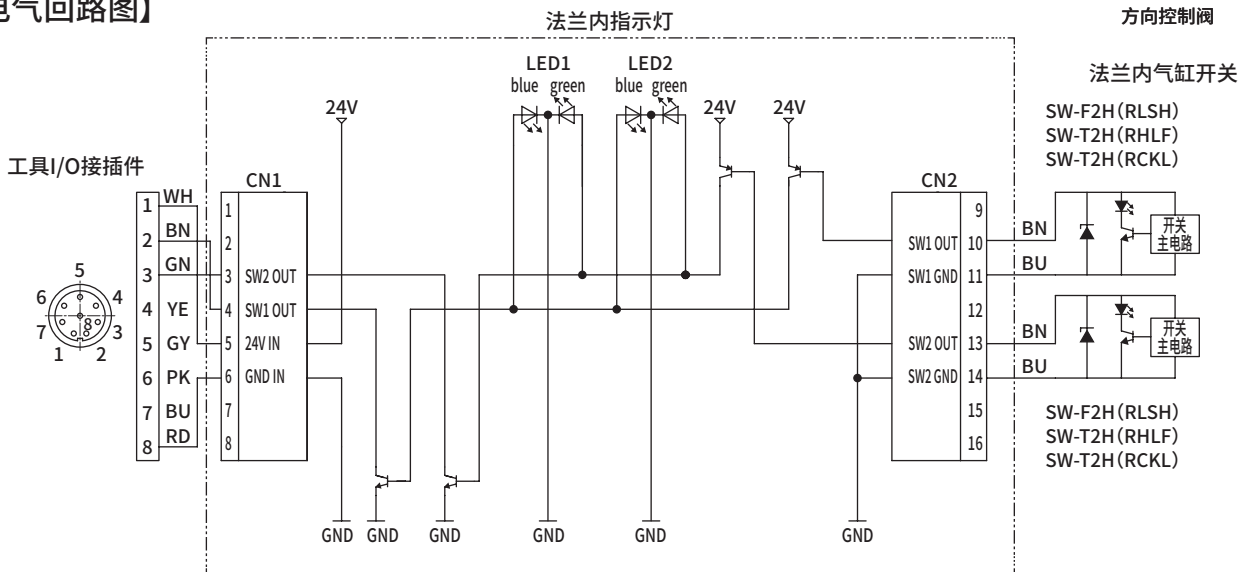 电气回路图】
法兰内指示灯
方向控制阀
法兰内气缸开关
LED1
LED2
blue green
blue green
24V
24V
24V
SW-F2H(RLSH)
SW-T2H(RHLF)
SW-T2H(RCKL)
工具I/O接插件
CN1
CN2
1 WH
2 BN
3 GN
4 YE
5 GY
6 PK
7 BU
8 RD
5
6 4
7 8 3
1 2
1
2
3 SW2 OUT
4 SW1 OUT
5 24V IN
6 GND IN
7
8
9
SW1 OUT 10
SW1 GND 11
12
SW2 OUT 13
SW2 GND 14
15
16
BN
BU
开关
主电路
BN
BU
开关
主电路
SW-F2H(RLSH)
SW-T2H(RHLF)
SW-T2H(RCKL)
GND GND GND GND GND GND